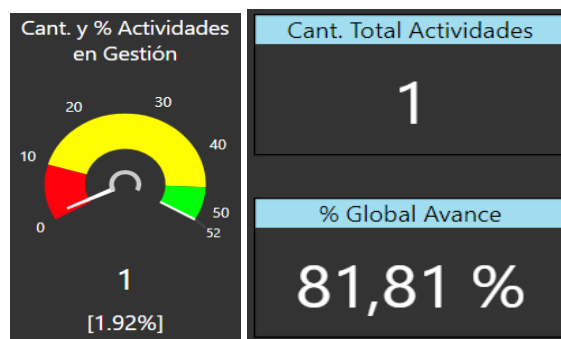 Cant. y % Actividades
en Gestión
0
10
20
30
40
50
52
1
[1.92%]
Cant. Total Actividades
1
% Global Avance
81,81 %